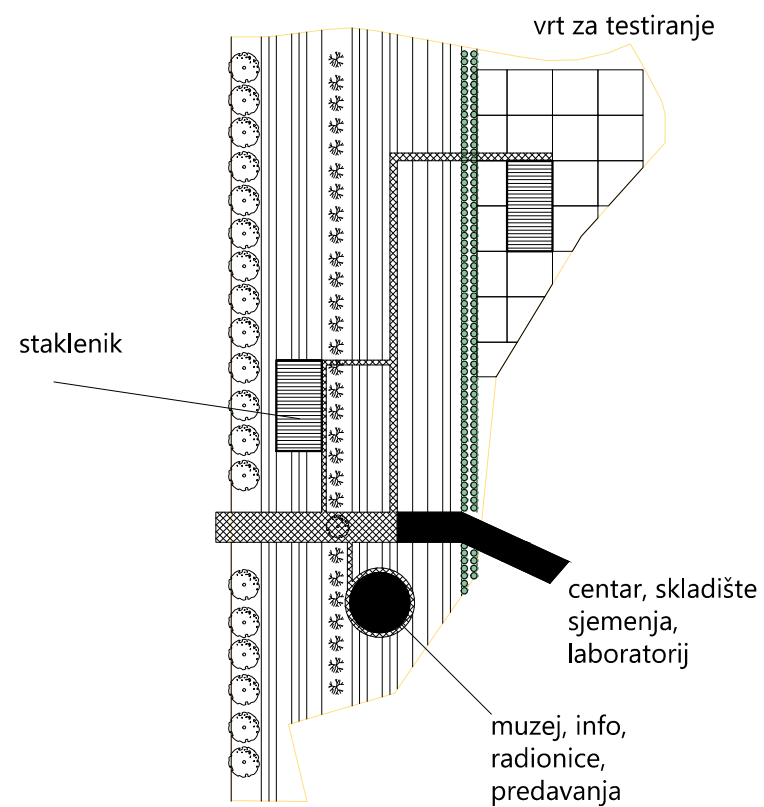 vrt za testiranje
staklenik
centar, skladište
sjemenja,
laboratorij
muzej, info,
radionice,
predavanja